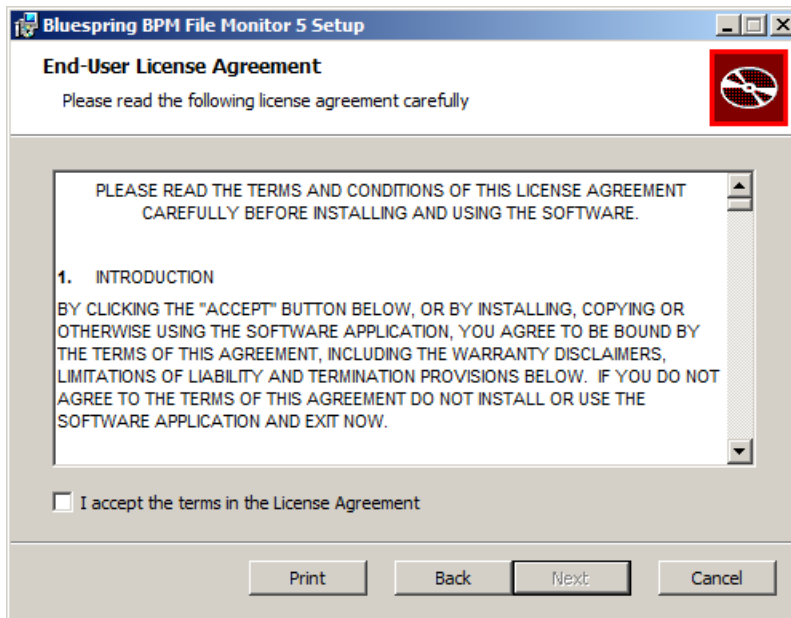 Bluespring BPM File Monitor 5 Setup
End-User License Agreement
Please read the following license agreement carefully
PLEASE READ THE TERMS AND CONDITIONS OF THIS LICENSE AGREEMENT
CAREFULLY BEFORE INSTALLING AND USING THE SOFTWARE.
1. INTRODUCTION
BY CLICKING THE "ACCEPT" BUTTON BELOW, OR BY INSTALLING, COPYING OR
OTHERWISE USING THE SOFTWARE APPLICATION, YOU AGREE TO BE BOUND BY
THE TERMS OF THIS AGREEMENT, INCLUDING THE WARRANTY DISCLAIMERS,
LIMITATIONS OF LIABILITY AND TERMINATION PROVISIONS BELOW. IF YOU DO NOT
AGREE TO THE TERMS OF THIS AGREEMENT DO NOT INSTALL OR USE THE
SOFTWARE APPLICATION AND EXIT NOW.
I accept the terms in the License Agreement
Print Back Next Cancel